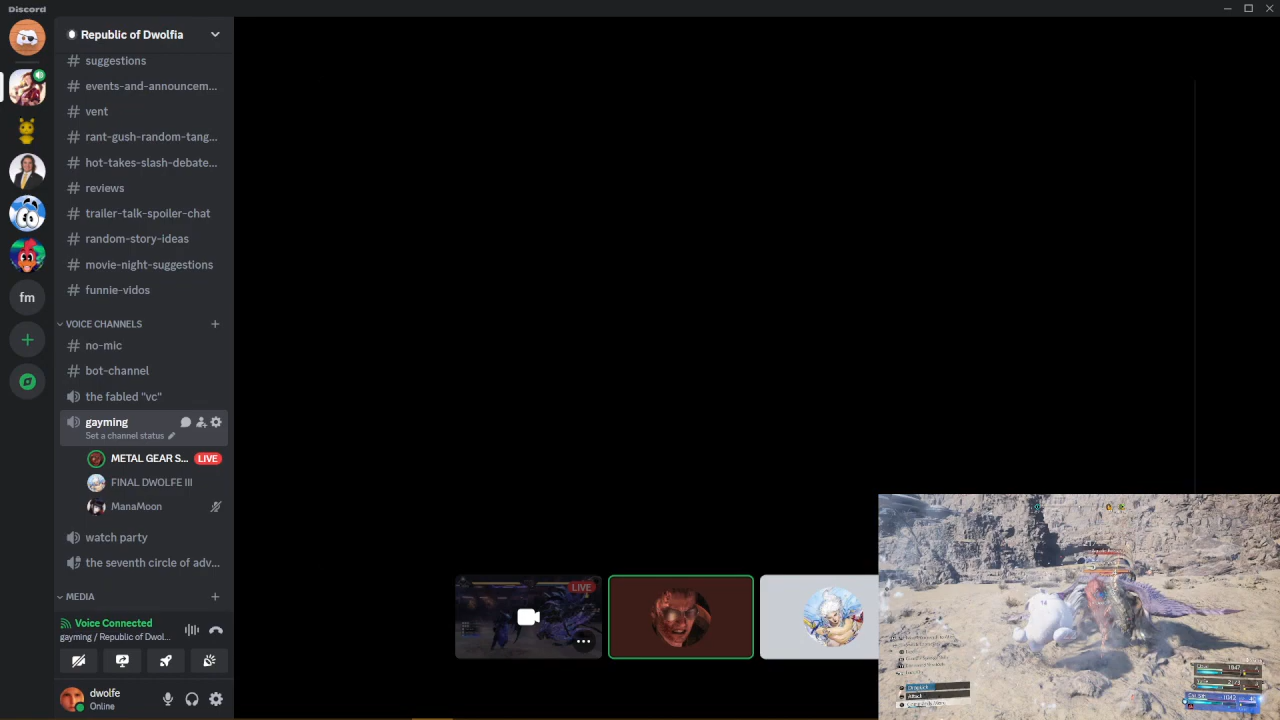 Discord
Republic of Dwolfia
suggestions
events-and-announcem...
vent
rant-gush-random-tang...
hot-takes-slash-debate...
reviews
trailer-talk-spoiler-chat
random-story-ideas
movie-night-suggestions
funnie-vidos
fm
VOICE CHANNELS
no-mic
bot-channel
the fabled "vc"
gayming
Set a channel status
METAL GEAR S... LIVE
FINAL DWOLFE III
ManaMoon
watch party
the seventh circle of adv...
MEDIA
Voice Connected
gayming / Republic of Dwol...
dwolfe
Online
LIVE
Attack
1042